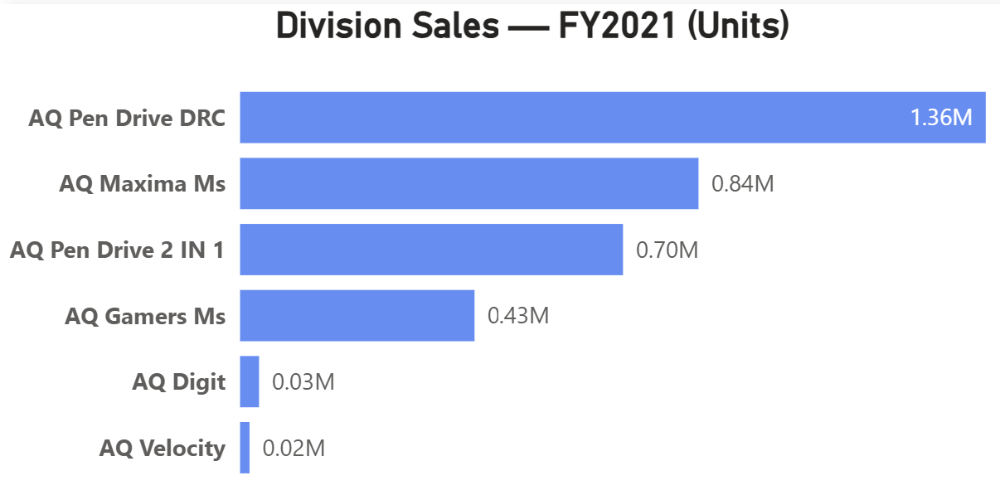 Division Sales — FY2021 (Units)
AQ Pen Drive DRC 1.36M
AQ Maxima Ms 0.84M
AQ Pen Drive 2 IN 1 0.70M
AQ Gamers Ms 0.43M
AQ Digit 0.03M
AQ Velocity 0.02M